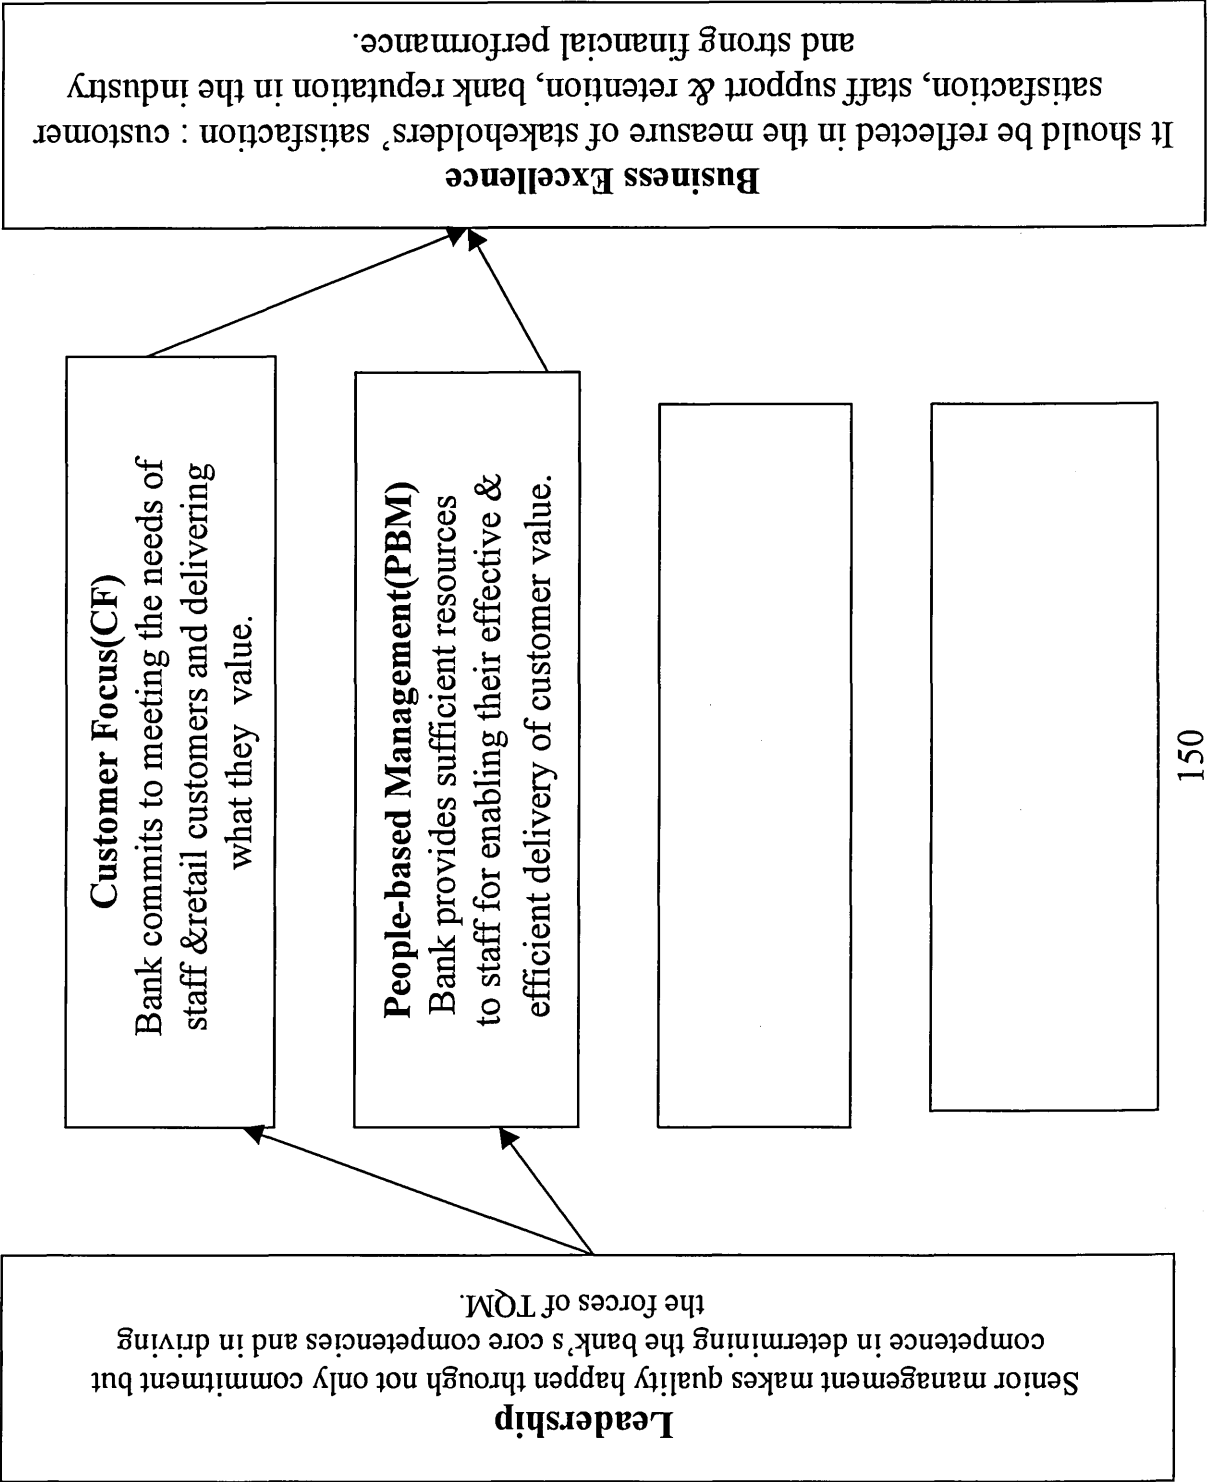 Leadership
Senior management makes quality happen through not only commitment but
competence in determining the bank's core competencies and in driving
the forces of TQM.
Customer Focus(CF)
Bank commits to meeting the needs of
staff &retail customers and delivering
what they value.
People-based Management(PBM)
Bank provides sufficient resources
to staff for enabling their effective &
efficient delivery of customer value.
Business Excellence
It should be reflected in the measure of stakeholders' satisfaction : customer
satisfaction, staff support & retention, bank reputation in the industry
and strong financial performance.
150